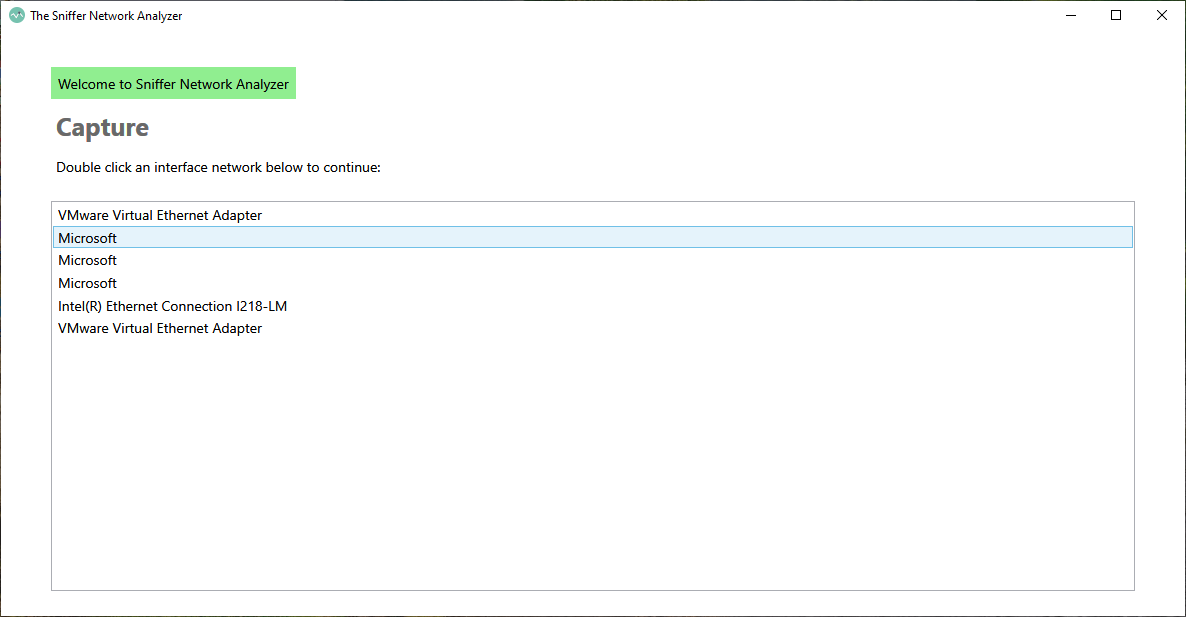 The Sniffer Network Analyzer
Welcome to Sniffer Network Analyzer
Capture
Double click an interface network below to continue:
VMware Virtual Ethernet Adapter
Microsoft
Microsoft
Microsoft
Intel(R) Ethernet Connection I218-LM
VMware Virtual Ethernet Adapter